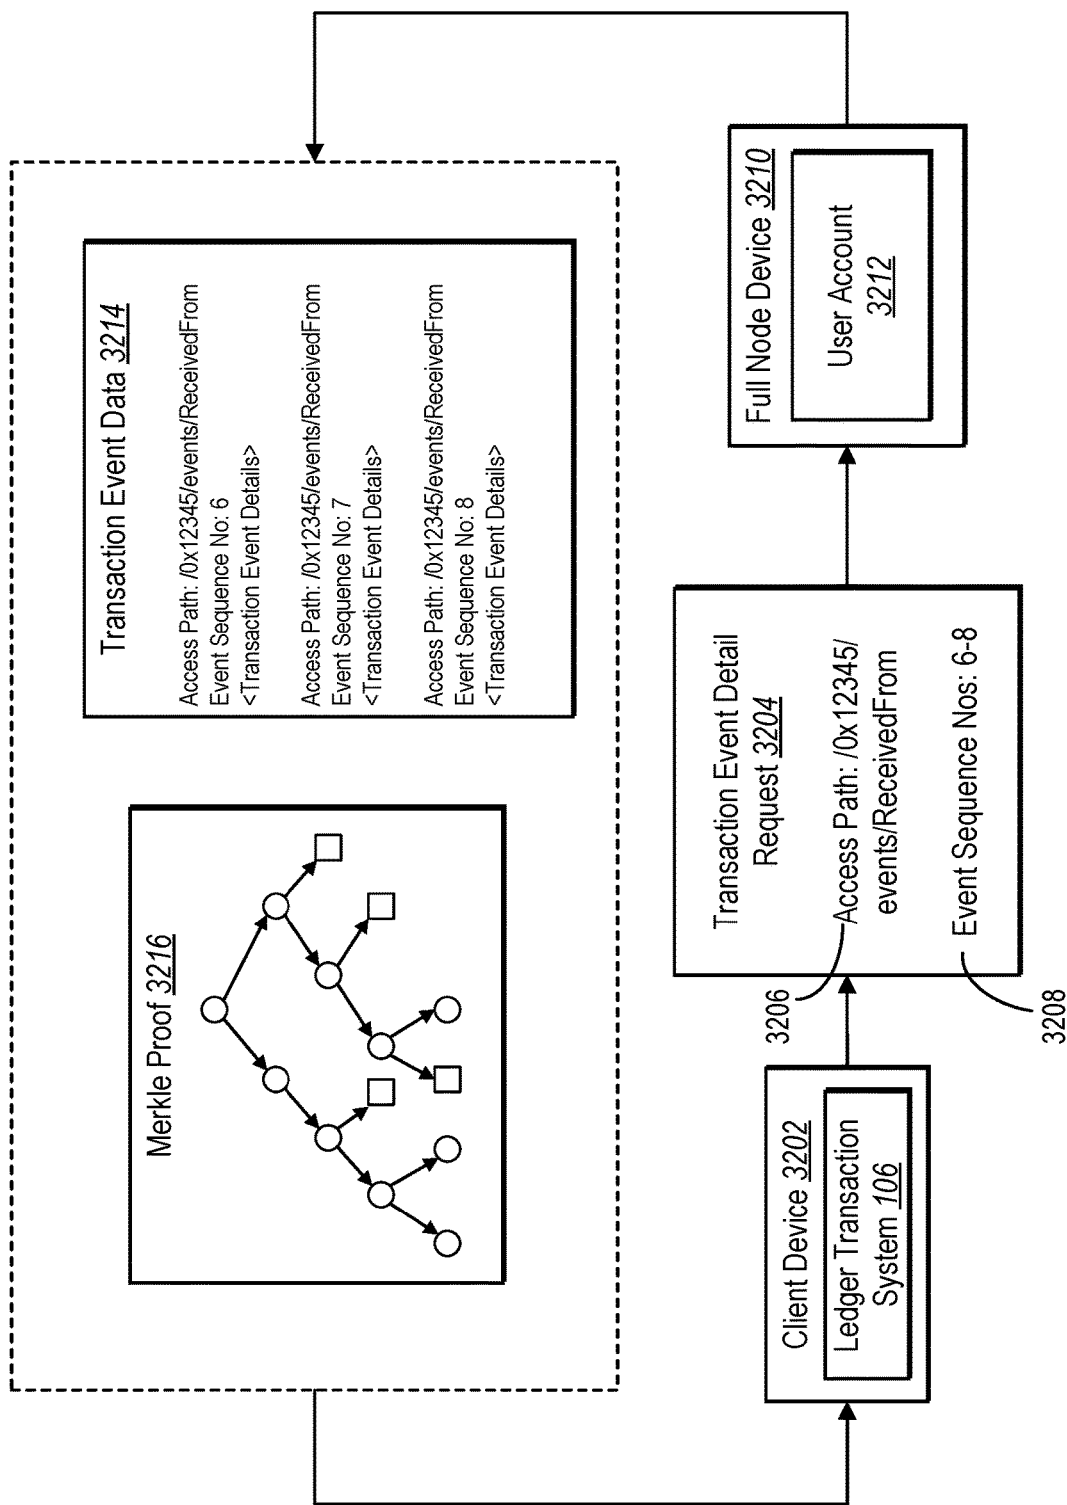 Merkle Proof 3216
Transaction Event Data 3214
Access Path: /0x12345/events/ReceivedFrom
Event Sequence No: 6
<Transaction Event Details>
Access Path: /0x12345/events/ReceivedFrom
Event Sequence No: 7
<Transaction Event Details>
Access Path: /0x12345/events/ReceivedFrom
Event Sequence No: 8
<Transaction Event Details>
Client Device 3202
Ledger Transaction
System 106
3206
3208
Transaction Event Detail
Request 3204
Access Path: /0x12345/
events/ReceivedFrom
Event Sequence Nos: 6-8
Full Node Device 3210
User Account
3212